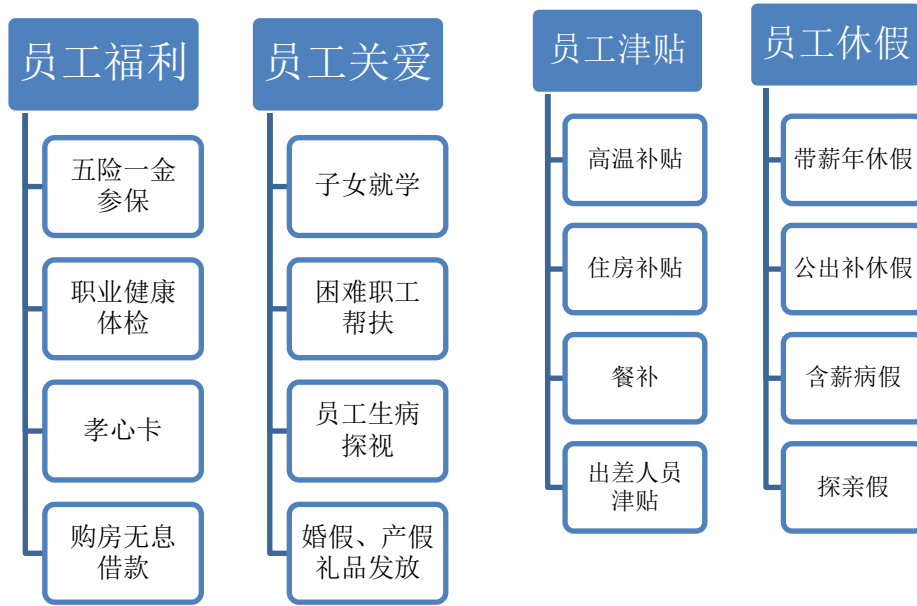 员工福利
五险一金
参保
职业健康
体检
孝心卡
购房无息
借款
员工关爱
子女就学
困难职工
帮扶
员工生病
探视
婚假、产假
礼品发放
员工津贴
高温补贴
住房补贴
餐补
出差人员
津贴
员工休假
带薪年休假
公出补休假
含薪病假
探亲假